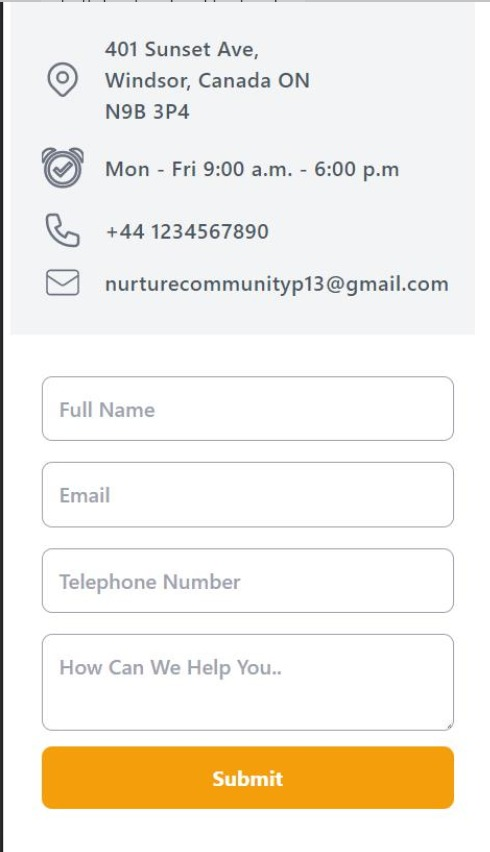 401 Sunset Ave,
Windsor, Canada ON
N9B 3P4
Mon - Fri 9:00 a.m. - 6:00 p.m
+44 1234567890
nurturecommunityp13@gmail.com
Full Name
Email
Telephone Number
How Can We Help You..
Submit